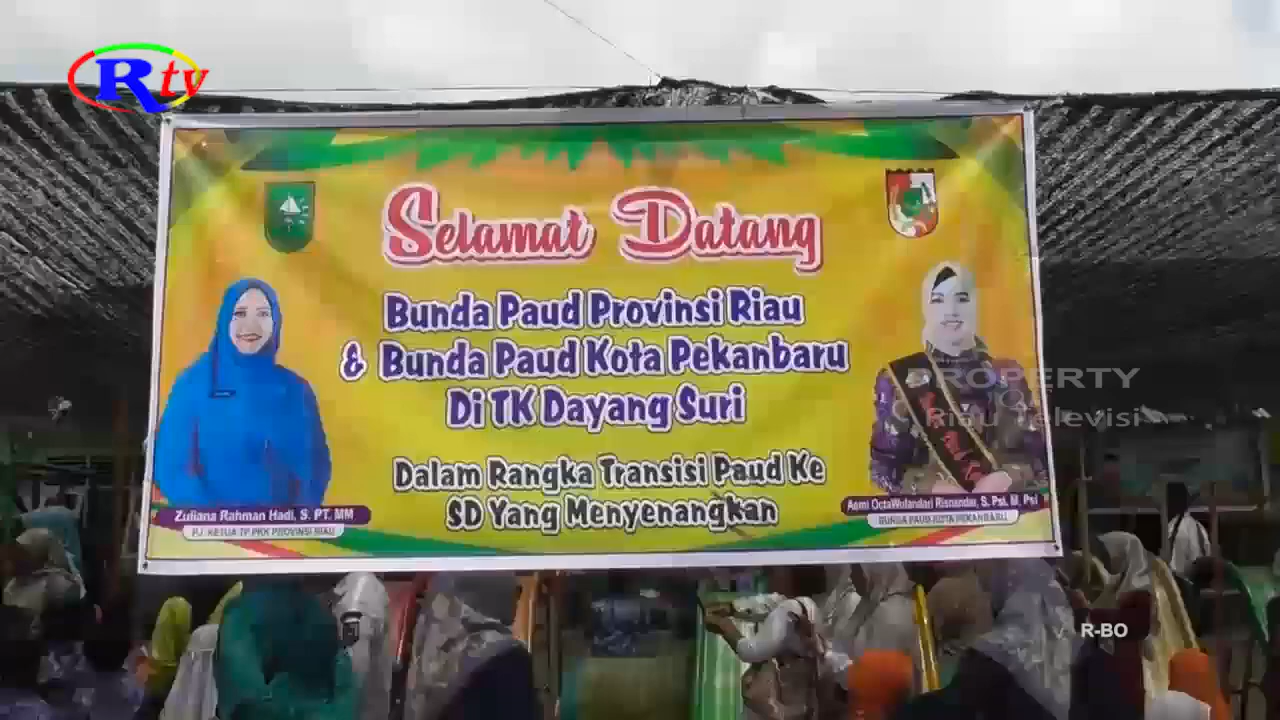 Rtv
Selamat Datang
Bunda Paud Provinsi Riau
& Bunda Paud Kota Pekanbaru
Di TK Dayang Suri
Dalam Rangka Transisi Paud Ke
SD Yang Menyenangkan
Zuliana Rahman Hadi, S. PT. MM
PJ. KETUA TP PKK PROVINSI RIAU
S. Psi, M. Psi
BUNDA PAUD KOTA PEKANBARU
PROPERTY
Riau Televisi
R-BO